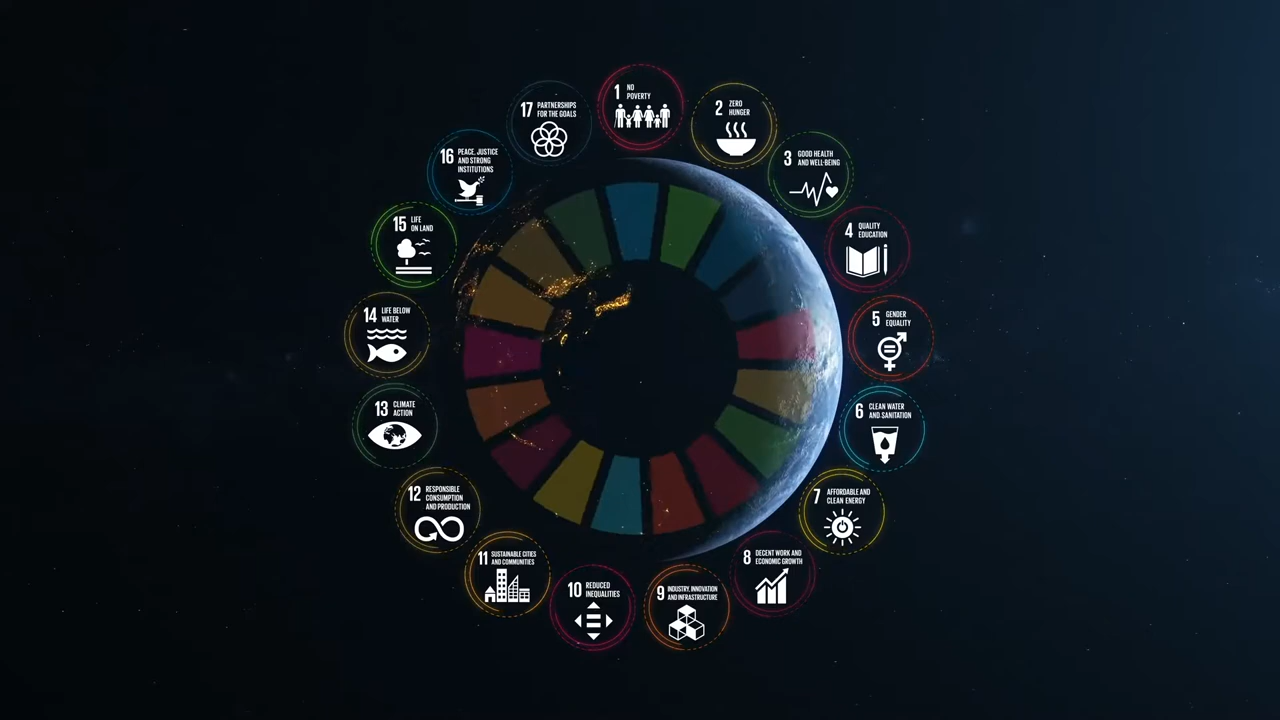 1 NO
POVERTY
2 ZERO
HUNGER
3 GOOD HEALTH
AND WELL-BEING
4 QUALITY
EDUCATION
5 GENDER
EQUALITY
6 CLEAN WATER
AND SANITATION
7 AFFORDABLE AND
CLEAN ENERGY
8 DECENT WORK AND
ECONOMIC GROWTH
9 INDUSTRY, INNOVATION
AND INFRASTRUCTURE
10 REDUCED
INEQUALITIES
11 SUSTAINABLE CITIES
AND COMMUNITIES
12 RESPONSIBLE
CONSUMPTION
AND PRODUCTION
13 CLIMATE
ACTION
14 LIFE BELOW
WATER
15 LIFE
ON LAND
16 PEACE, JUSTICE
AND STRONG
INSTITUTIONS
17 PARTNERSHIPS
FOR THE GOALS